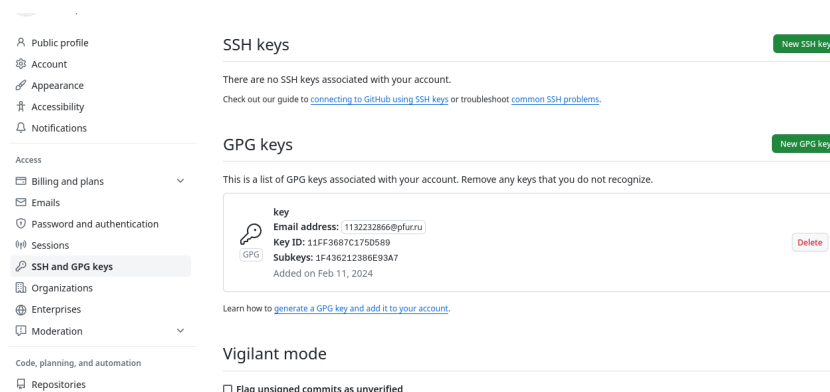 Public profile
Account
Appearance
Accessibility
Notifications
Access
Billing and plans
Emails
Password and authentication
Sessions
SSH and GPG keys
Organizations
Enterprises
Moderation
Code, planning, and automation
Repositories
SSH keys
New SSH key
There are no SSH keys associated with your account.
Check out our guide to connecting to GitHub using SSH keys or troubleshoot common SSH problems.
GPG keys
New GPG key
This is a list of GPG keys associated with your account. Remove any keys that you do not recognize.
key
Email address: 1132232866@pfur.ru
Key ID: 11FF3687C175D589
Subkeys: 1F436212386E93A7
Added on Feb 11, 2024
GPG
Delete
Learn how to generate a GPG key and add it to your account.
Vigilant mode
Flag unsigned commits as unverified